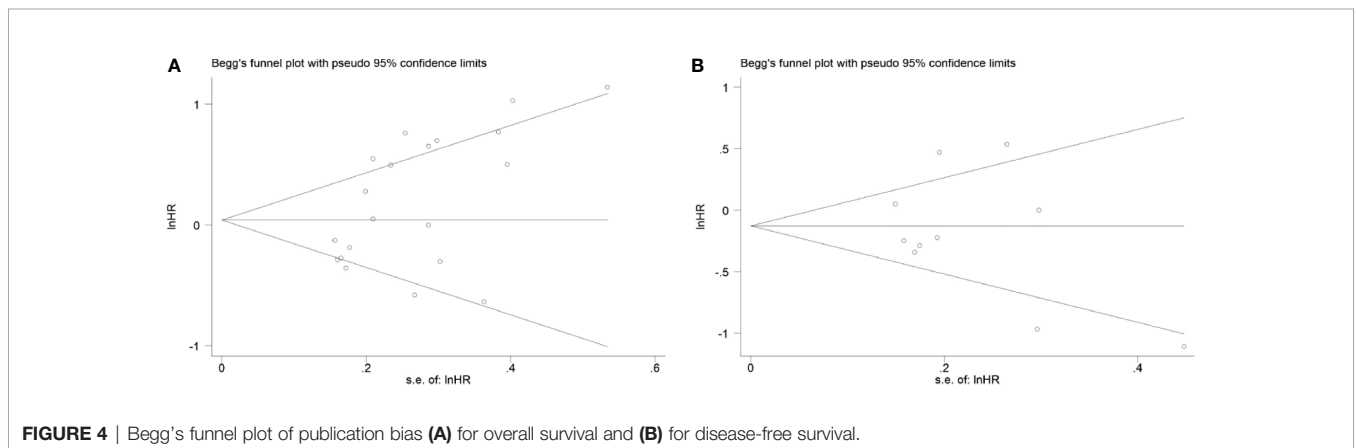 A
Begg's funnel plot with pseudo 95% confidence limits
1
0
-1
lnHR
0
.2
.4
.6
s.e. of: lnHR
B
Begg's funnel plot with pseudo 95% confidence limits
1
.5
0
-.5
-1
lnHR
0
.2
.4
s.e. of: lnHR
FIGURE 4 | Begg's funnel plot of publication bias (A) for overall survival and (B) for disease-free survival.